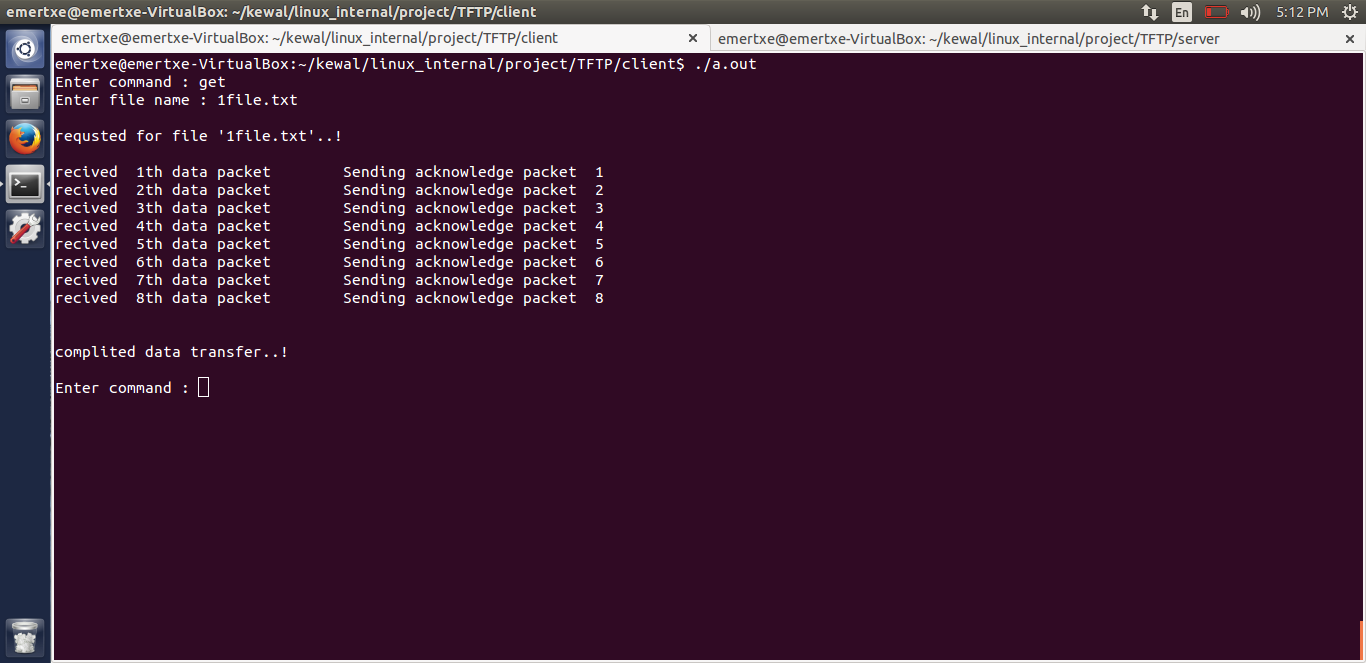 emertxe@emertxe-VirtualBox: ~/kewal/linux_internal/project/TFTP/client
En
5:12 PM
emertxe@emertxe-VirtualBox: ~/kewal/linux_internal/project/TFTP/client
emertxe@emertxe-VirtualBox: ~/kewal/linux_internal/project/TFTP/server
emertxe@emertxe-VirtualBox:~/kewal/linux_internal/project/TFTP/client$ ./a.out
Enter command : get
Enter file name : 1file.txt
requsted for file '1file.txt'..!
recived  1th data packet        Sending acknowledge packet  1
recived  2th data packet        Sending acknowledge packet  2
recived  3th data packet        Sending acknowledge packet  3
recived  4th data packet        Sending acknowledge packet  4
recived  5th data packet        Sending acknowledge packet  5
recived  6th data packet        Sending acknowledge packet  6
recived  7th data packet        Sending acknowledge packet  7
recived  8th data packet        Sending acknowledge packet  8
complited data transfer..!
Enter command :